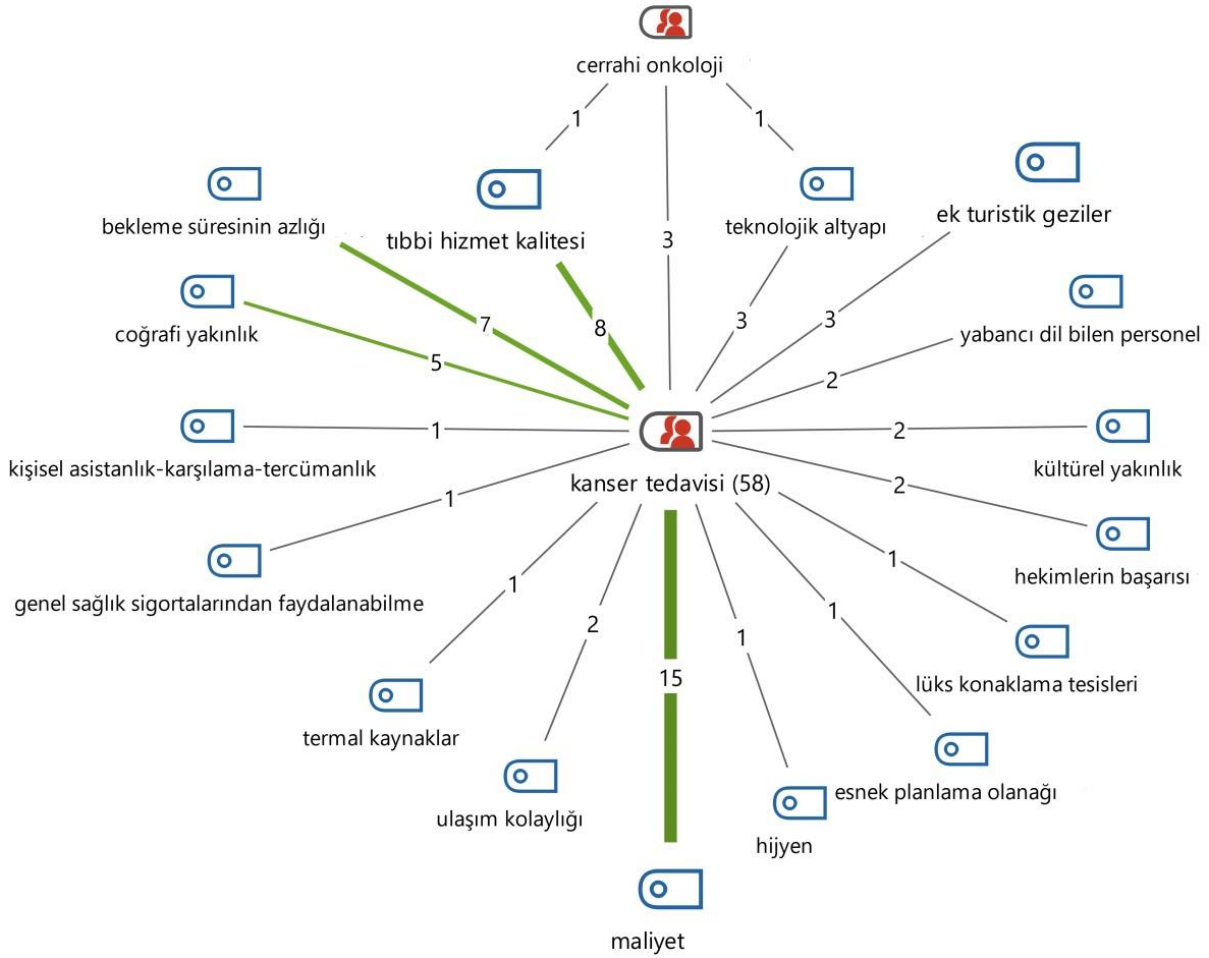 cerrahi onkoloji
1
1
bekleme süresinin azlığı
tıbbi hizmet kalitesi
3
teknolojik altyapı
ek turistik geziler
coğrafi yakınlık
7
8
3
3
yabancı dil bilen personel
5
2
kişisel asistanlık-karşılama-tercümanlık
1
2
kültürel yakınlık
kanser tedavisi (58)
1
2
genel sağlık sigortalarından faydalanabilme
hekimlerin başarısı
1
2
15
1
1
1
lüks konaklama tesisleri
termal kaynaklar
ulaşım kolaylığı
esnek planlama olanağı
hijyen
maliyet